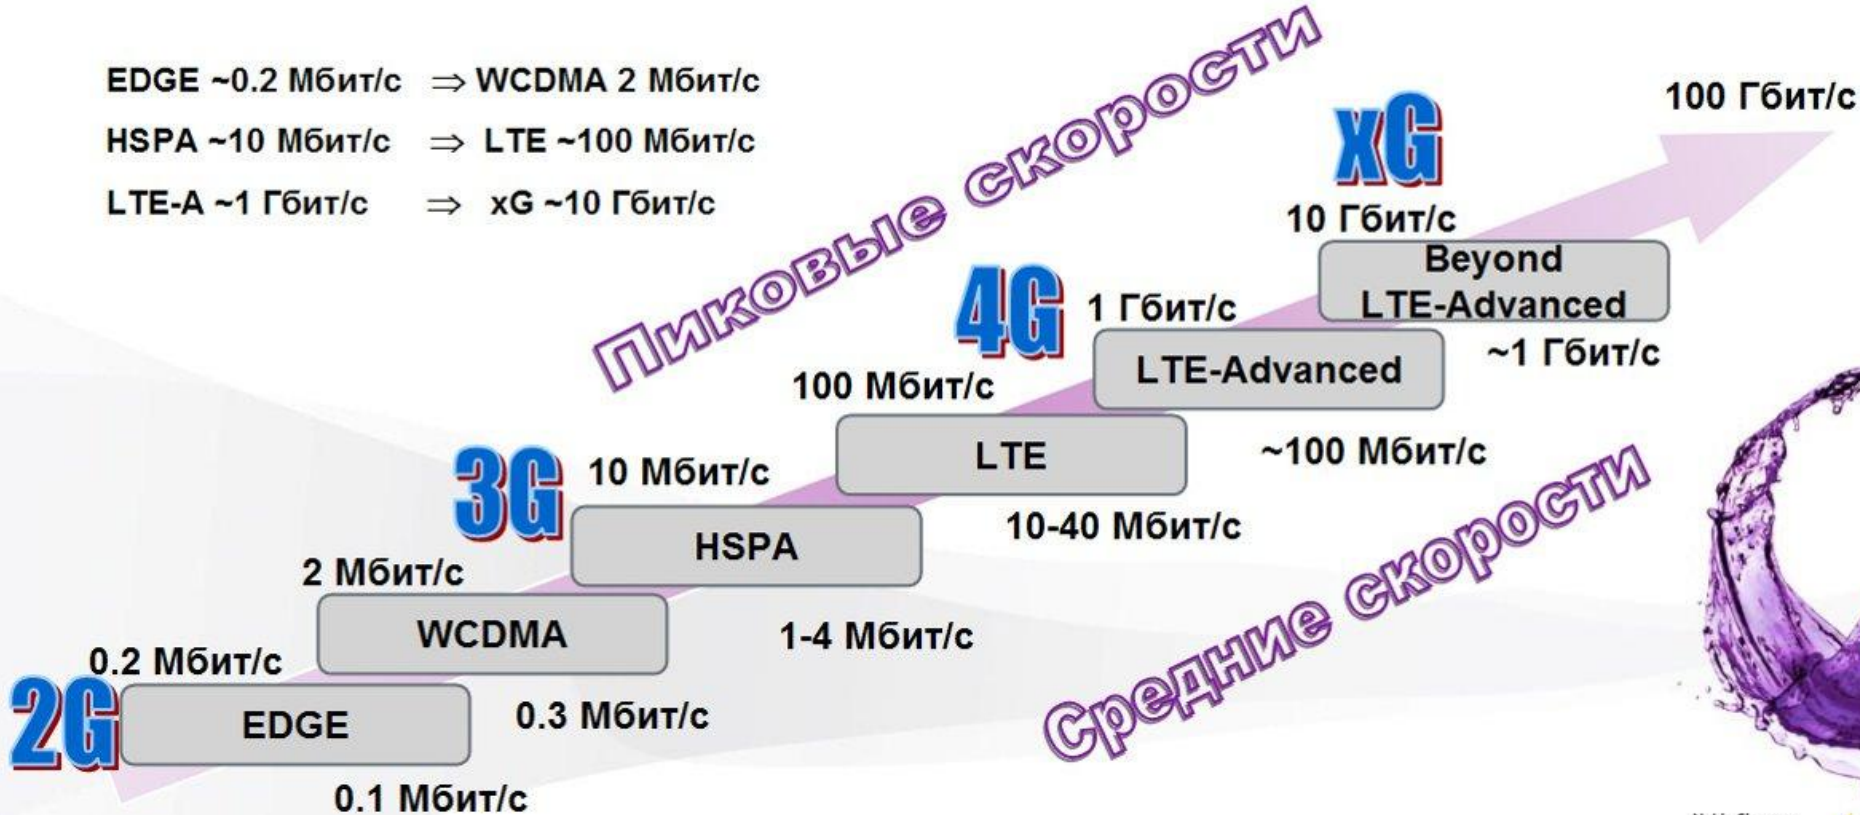 EDGE ~0.2 Мбит/с ⇒ WCDMA 2 Мбит/с
HSPA ~10 Мбит/с ⇒ LTE ~100 Мбит/с
LTE-A ~1 Гбит/с ⇒ xG ~10 Гбит/с
Пиковые скорости
100 Гбит/с
xG
10 Гбит/с
Beyond
LTE-Advanced
~1 Гбит/с
4G
1 Гбит/с
LTE-Advanced
~100 Мбит/с
100 Мбит/с
LTE
10-40 Мбит/с
3G
10 Мбит/с
HSPA
1-4 Мбит/с
2 Мбит/с
WCDMA
0.3 Мбит/с
0.2 Мбит/с
2G
EDGE
0.1 Мбит/с
Средние скорости